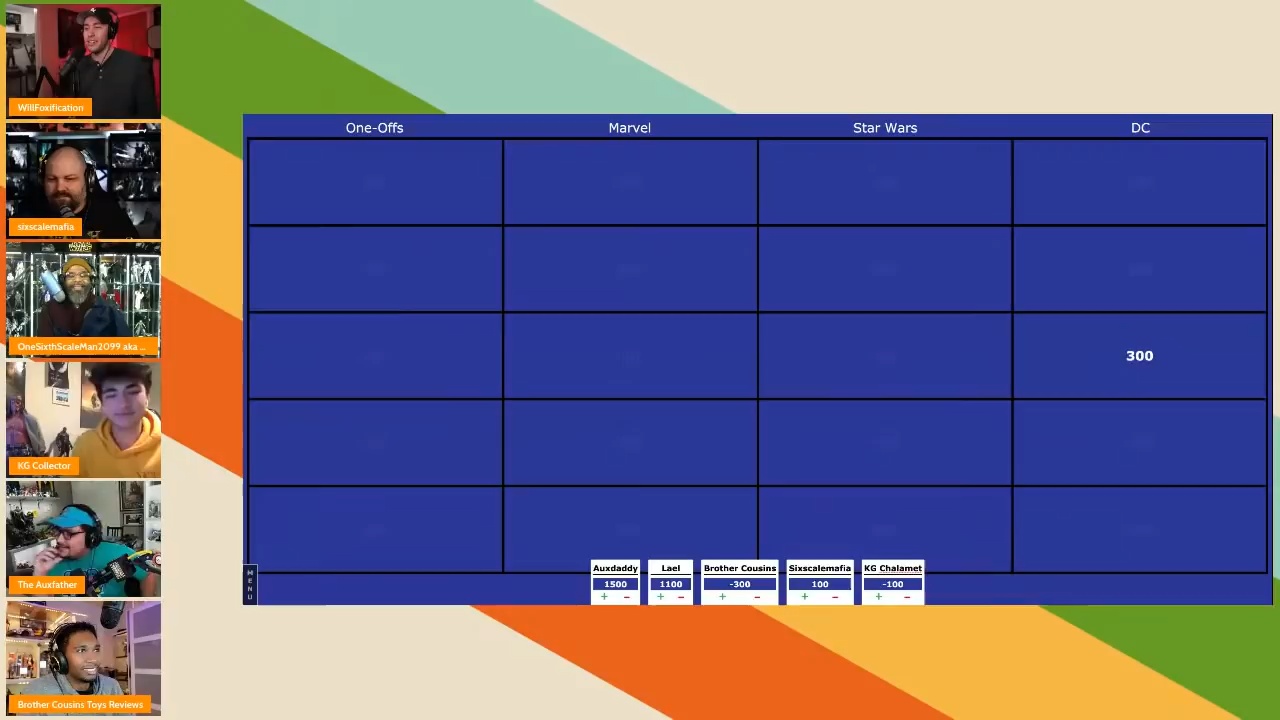 WillFoxification
sixscalemafia
OneSixthScaleMan2099 aka ...
KG Collector
The Auxfather
Brother Cousins Toys Reviews
One-Offs
Marvel
Star Wars
DC
300
MENU
Auxdaddy
1500
+ −
Lael
1100
+ −
Brother Cousins
-300
+ −
Sixscalemafia
100
+ −
KG Chalamet
-100
+ −